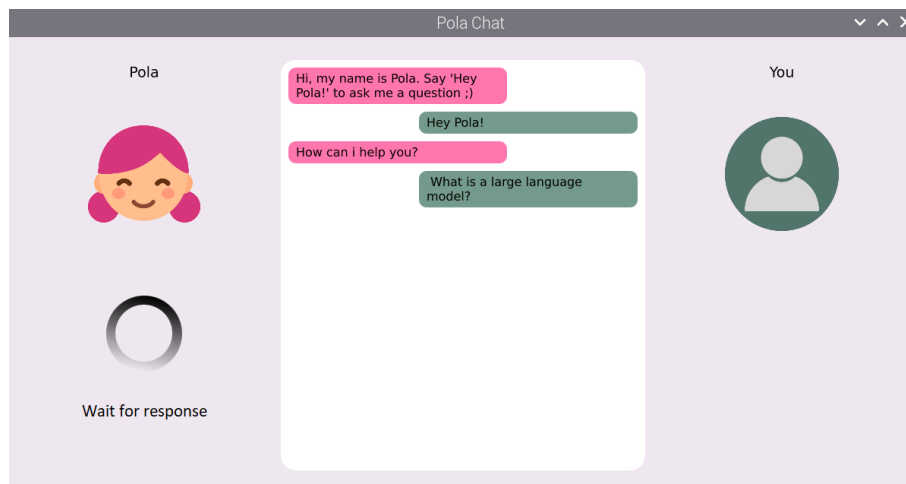 Pola Chat
Pola
You
Hi, my name is Pola. Say 'Hey
Pola!' to ask me a question ;)
Hey Pola!
How can i help you?
What is a large language
model?
Wait for response